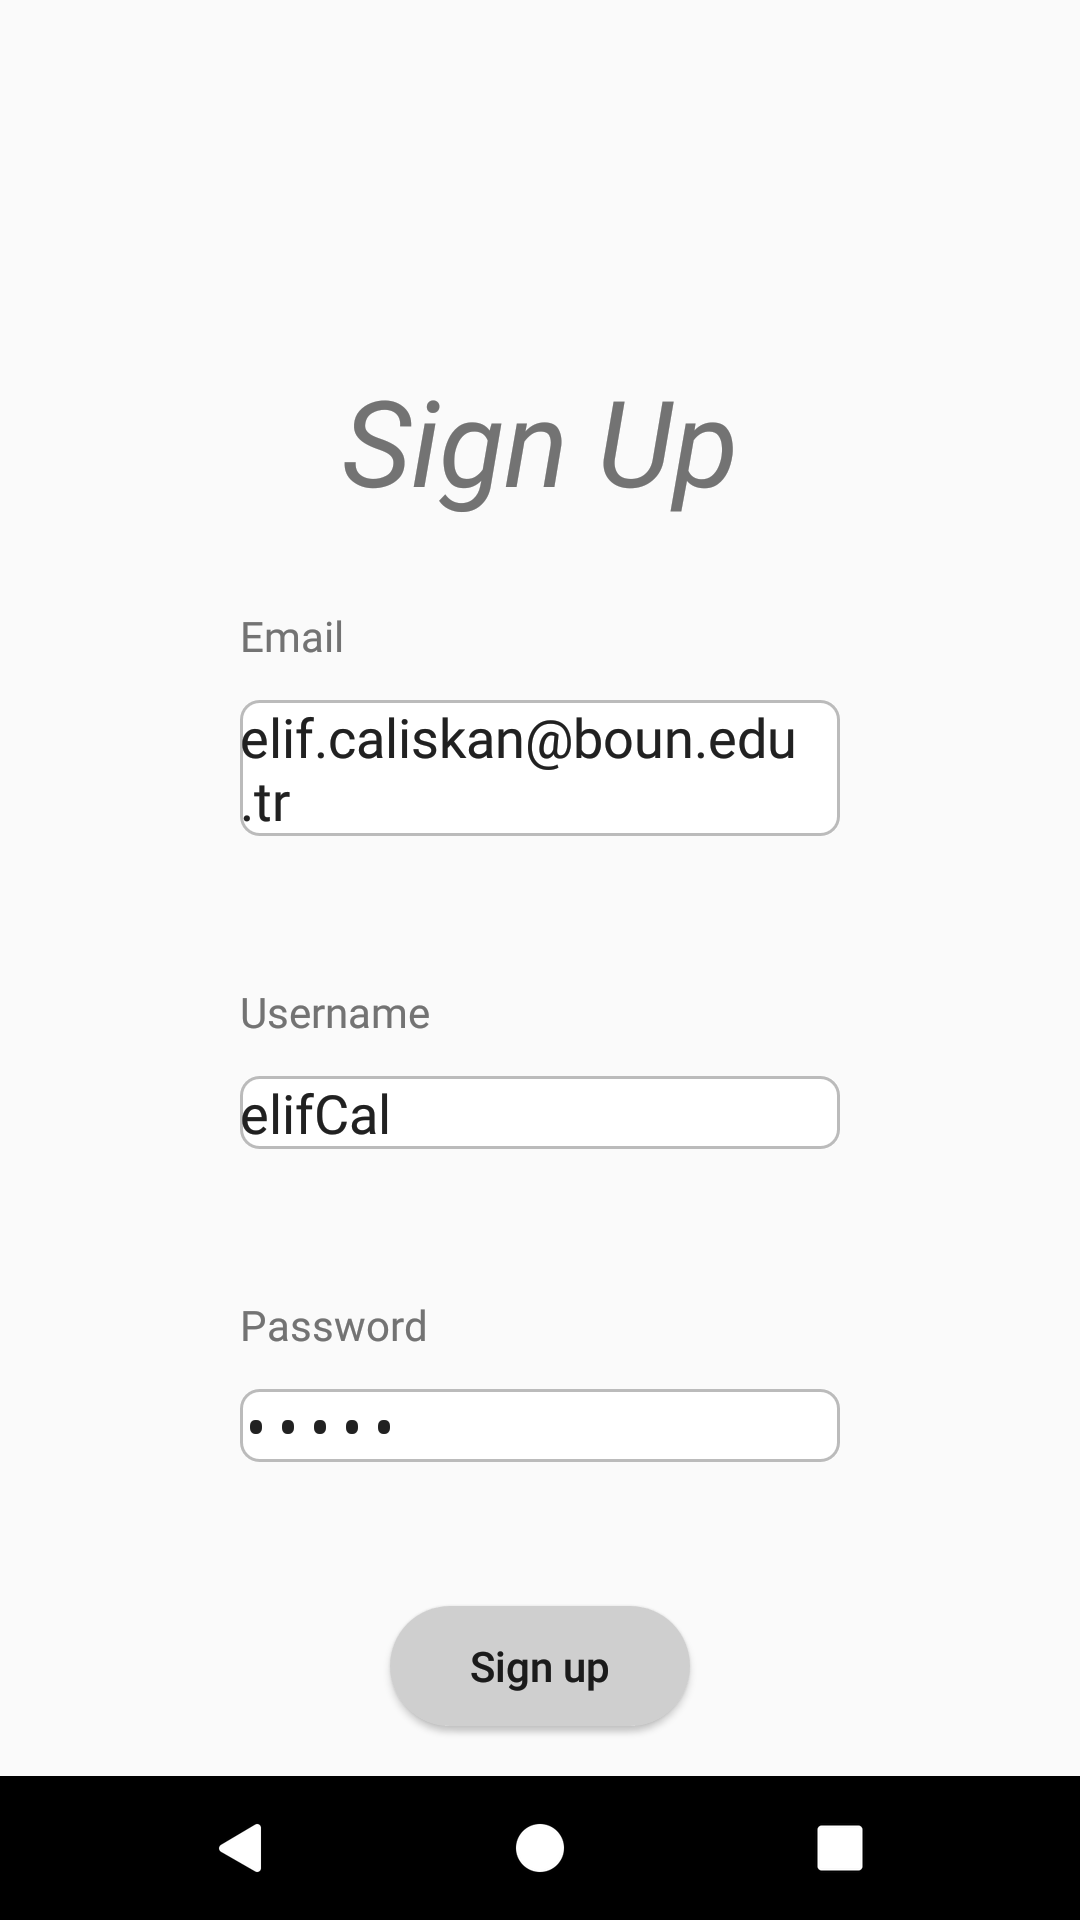 Sign Up
Email
elif.caliskan@boun.edu
.tr
Username
elifCal
Password
•••••
Sign up